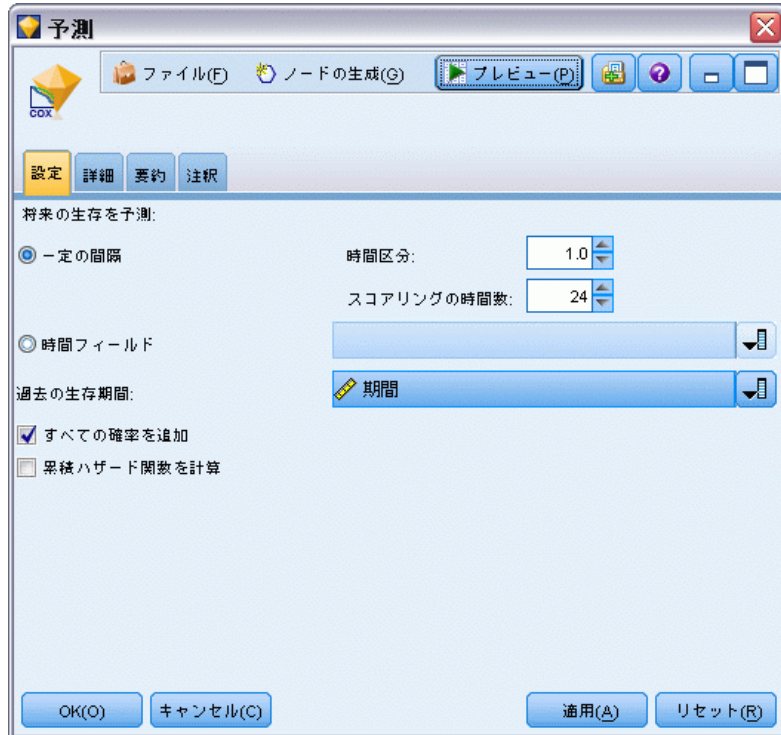 予測
ファイル(F) ノードの生成(G) プレビュー(P)
COX
設定 詳細 要約 注釈
将来の生存を予測:
一定の間隔 時間区分: 1.0
スコアリングの時間数: 24
時間フィールド
過去の生存期間: 期間
すべての確率を追加
累積ハザード関数を計算
OK(O) キャンセル(C) 適用(A) リセット(R)